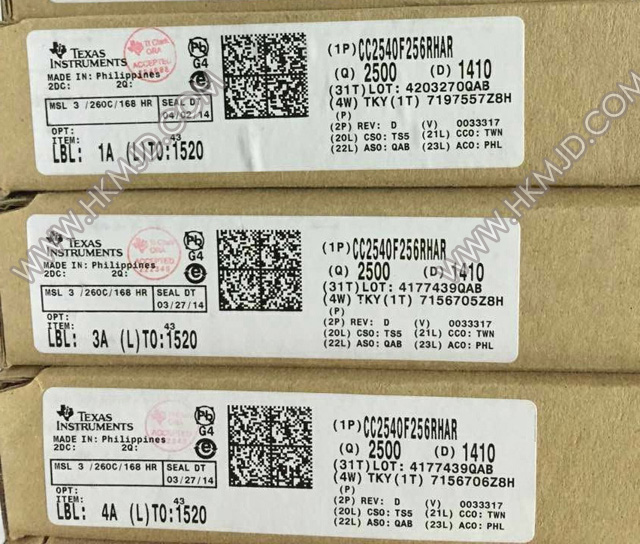 TEXAS
INSTRUMENTS
MADE IN: Philippines
2DC: 2Q:
Pb
G4
e
MSL 3 /260C/168 HR SEAL DT
04/02/14
OPT:
ITEM:
43
LBL: 1A (L)TO:1520
ACCEPTED
(1P) CC2540F256RHAR
(Q) 2500 (D) 1410
(31T)LOT: 4203270QAB
(4W) TKY(1T) 7197557Z8H
(P)
(2P) REV: D (V) 0033317
(20L) CSO: TS5 (21L) CCO: TWN
(22L) ASO: QAB (23L) ACO: PHL
TEXAS
INSTRUMENTS
MADE IN: Philippines
2DC: 2Q:
Pb
G4
e
MSL 3 /260C/168 HR SEAL DT
03/27/14
OPT:
ITEM:
43
LBL: 3A (L)TO:1520
ACCEPTED
(1P) CC2540F256RHAR
(Q) 2500 (D) 1410
(31T)LOT: 4177439QAB
(4W) TKY(1T) 7156705Z8H
(P)
(2P) REV: D (V) 0033317
(20L) CSO: TS5 (21L) CCO: TWN
(22L) ASO: QAB (23L) ACO: PHL
TEXAS
INSTRUMENTS
MADE IN: Philippines
2DC: 2Q:
Pb
G4
e
MSL 3 /260C/168 HR SEAL DT
03/27/14
OPT:
ITEM:
43
LBL: 4A (L)TO:1520
(1P) CC2540F256RHAR
(Q) 2500 (D) 1410
(31T)LOT: 4177439QAB
(4W) TKY(1T) 7156706Z8H
(P)
(2P) REV: D (V) 0033317
(20L) CSO: TS5 (21L) CCO: TWN
(22L) ASO: QAB (23L) ACO: PHL
WWW.HKMJD.COM
WWW.HKMJD.COM
WWW.HKMJD.COM